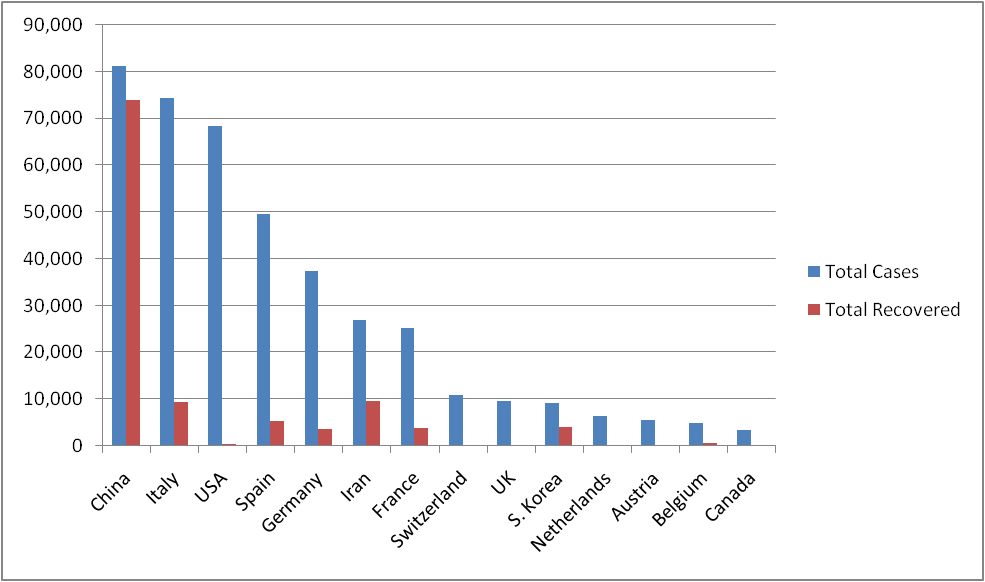 90,000
80,000
70,000
60,000
50,000
40,000
30,000
20,000
10,000
0
China
Italy
USA
Spain
Germany
Iran
France
Switzerland
UK
S. Korea
Netherlands
Austria
Belgium
Canada
Total Cases
Total Recovered